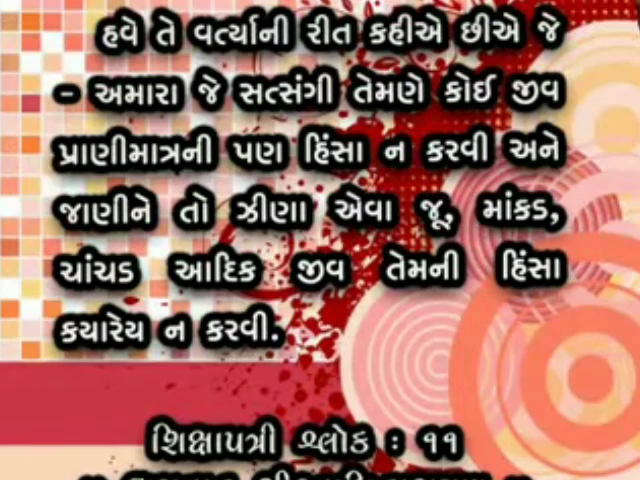 હવે તે વર્ત્યાની રીત કહીએ છીએ જે
- અમારા જે સત્સંગી તેમણે કોઈ જીવ
પ્રાણીમાત્રની પણ હિંસા ન કરવી અને
જાણીને તો ઝીણા એવા જૂ, માંકડ,
ચાંચડ આદિક જીવ તેમની હિંસા
કયારેય ન કરવી.
શિક્ષાપત્રી શ્લોક : ૧૧